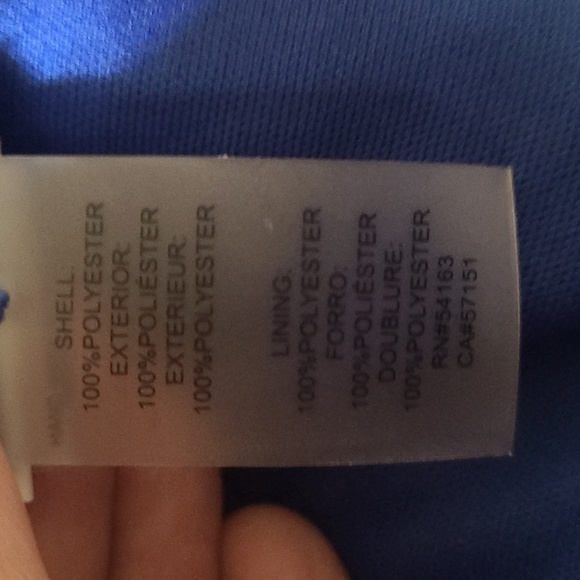 SHELL:
100%POLYESTER
EXTERIOR:
100%POLIÉSTER
EXTERIEUR:
100%POLYESTER
LINING:
100%POLYESTER
FORRO:
100%POLIÉSTER
DOUBLURE:
100%POLYESTER
RN#54163
CA#57151